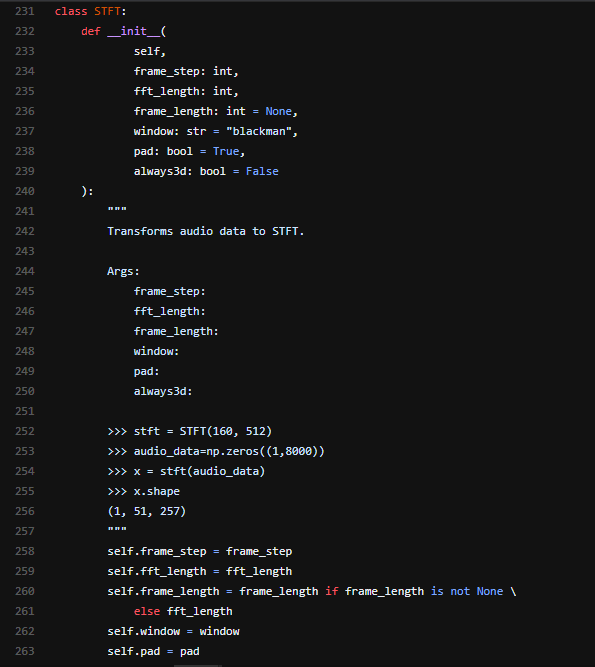 231 class STFT:
232     def __init__(
233             self,
234             frame_step: int,
235             fft_length: int,
236             frame_length: int = None,
237             window: str = "blackman",
238             pad: bool = True,
239             always3d: bool = False
240     ):
241         """
242         Transforms audio data to STFT.
243
244         Args:
245             frame_step:
246             fft_length:
247             frame_length:
248             window:
249             pad:
250             always3d:
251
252         >>> stft = STFT(160, 512)
253         >>> audio_data=np.zeros((1,8000))
254         >>> x = stft(audio_data)
255         >>> x.shape
256         (1, 51, 257)
257         """
258         self.frame_step = frame_step
259         self.fft_length = fft_length
260         self.frame_length = frame_length if frame_length is not None \
261             else fft_length
262         self.window = window
263         self.pad = pad